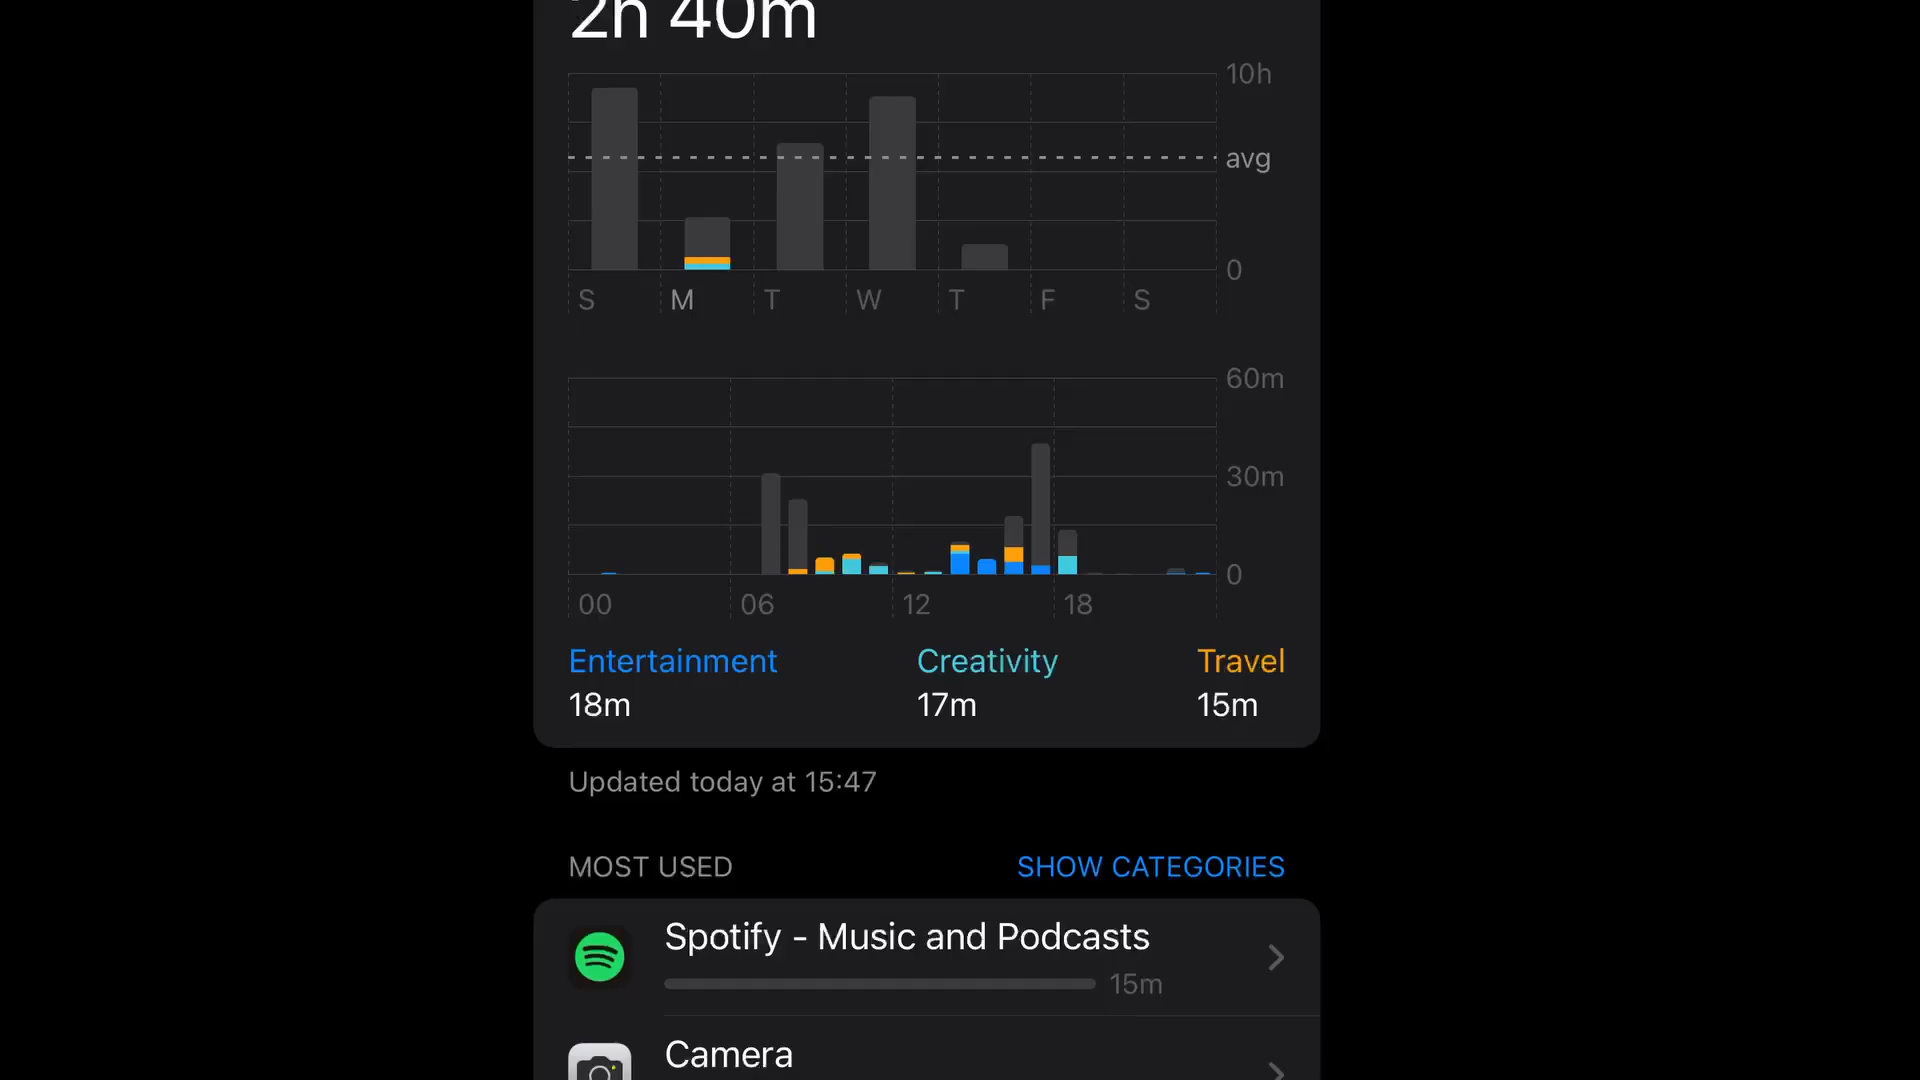 2h 40m
10h
avg
0
S M T W T F S
60m
30m
0
00 06 12 18
Entertainment Creativity Travel
18m 17m 15m
Updated today at 15:47
MOST USED SHOW CATEGORIES
Spotify - Music and Podcasts
15m
Camera